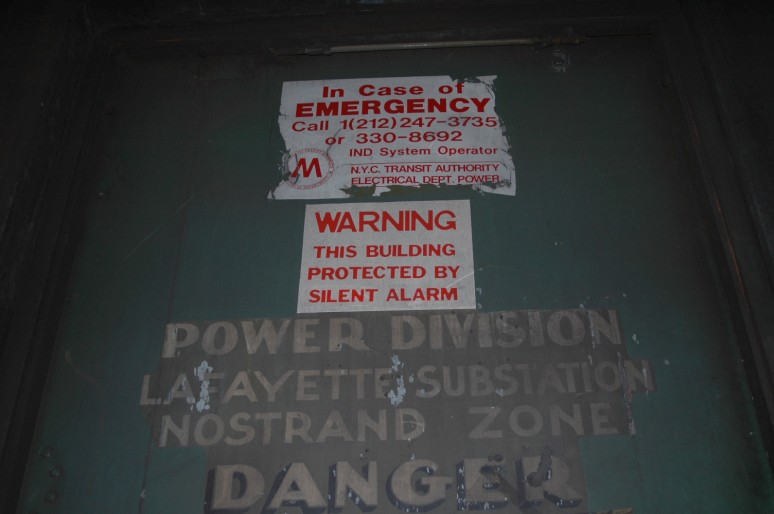 In Case of
EMERGENCY
Call 1(212)247-3735
or 330-8692
IND System Operator
M
N.Y.C. TRANSIT AUTHORITY
ELECTRICAL DEPT. POWER
WARNING
THIS BUILDING
PROTECTED BY
SILENT ALARM
POWER DIVISION
LAFAYETTE SUBSTATION
NOSTRAND ZONE
DANGER